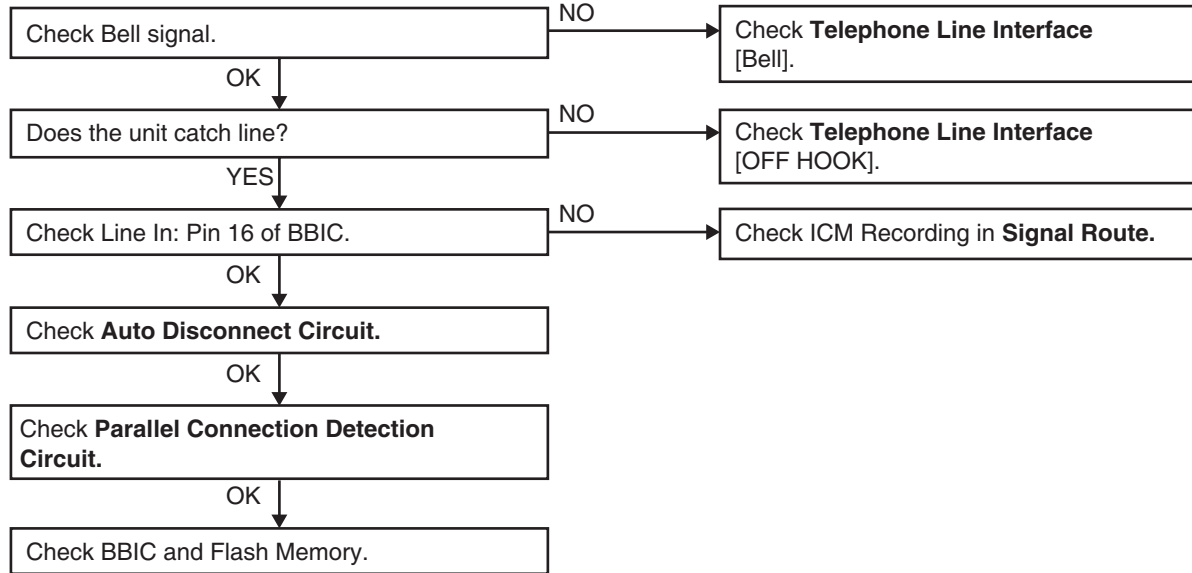 Check Bell signal.
NO
Check Telephone Line Interface
[Bell].
OK
Does the unit catch line?
NO
Check Telephone Line Interface
[OFF HOOK].
YES
Check Line In: Pin 16 of BBIC.
NO
Check ICM Recording in Signal Route.
OK
Check Auto Disconnect Circuit.
OK
Check Parallel Connection Detection
Circuit.
OK
Check BBIC and Flash Memory.